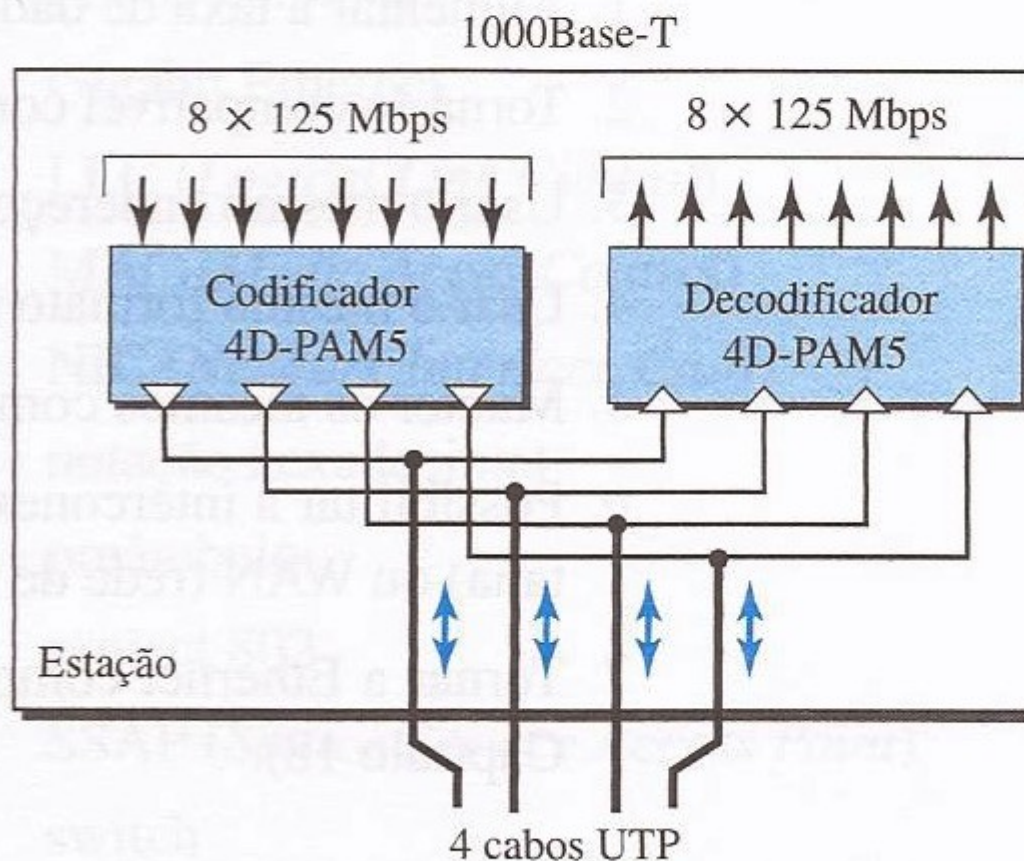 1000Base-T
8 × 125 Mbps
8 × 125 Mbps
Codificador
4D-PAM5
Decodificador
4D-PAM5
Estação
4 cabos UTP